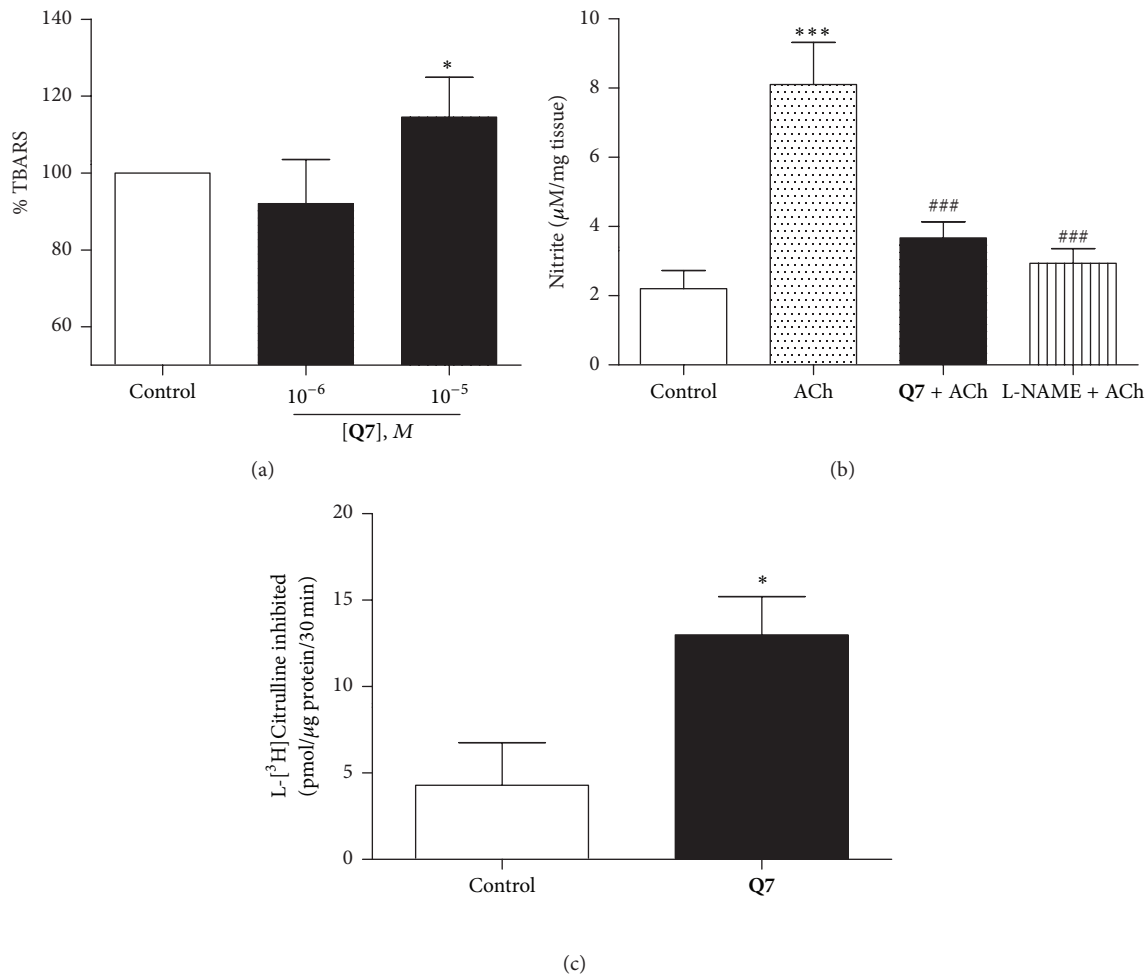 % TBARS
140
120
100
80
60
*
Control
10⁻⁶
10⁻⁵
[Q7], M
(a)
Nitrite (μM/mg tissue)
10
8
6
4
2
0
***
###
###
Control
ACh
Q7 + ACh
L-NAME + ACh
(b)
L-[³H]Citrulline inhibited
(pmol/μg protein/30 min)
20
15
10
5
0
*
Control
Q7
(c)